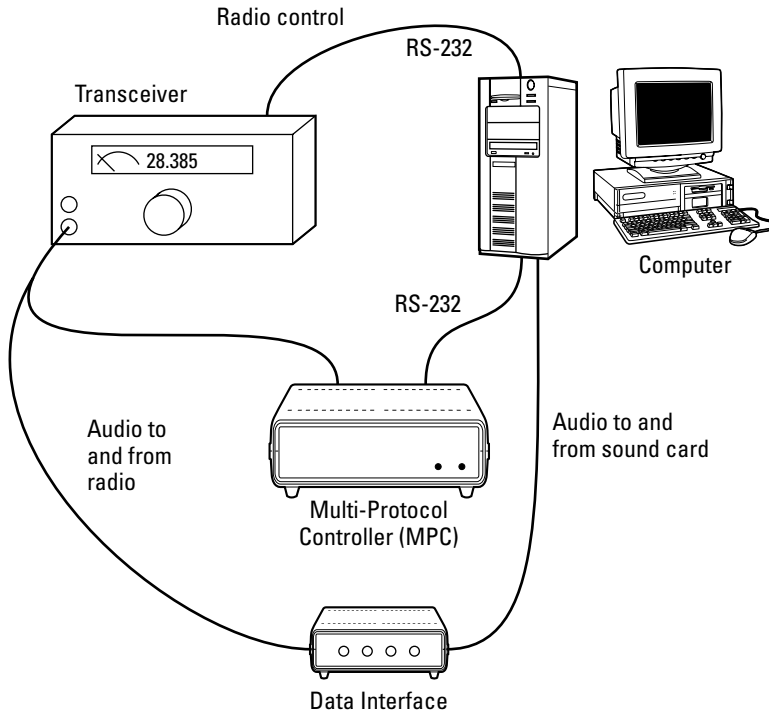 Radio control
RS-232
Transceiver
28.385
Computer
RS-232
Audio to
and from
radio
Audio to and
from sound card
Multi-Protocol
Controller (MPC)
Data Interface